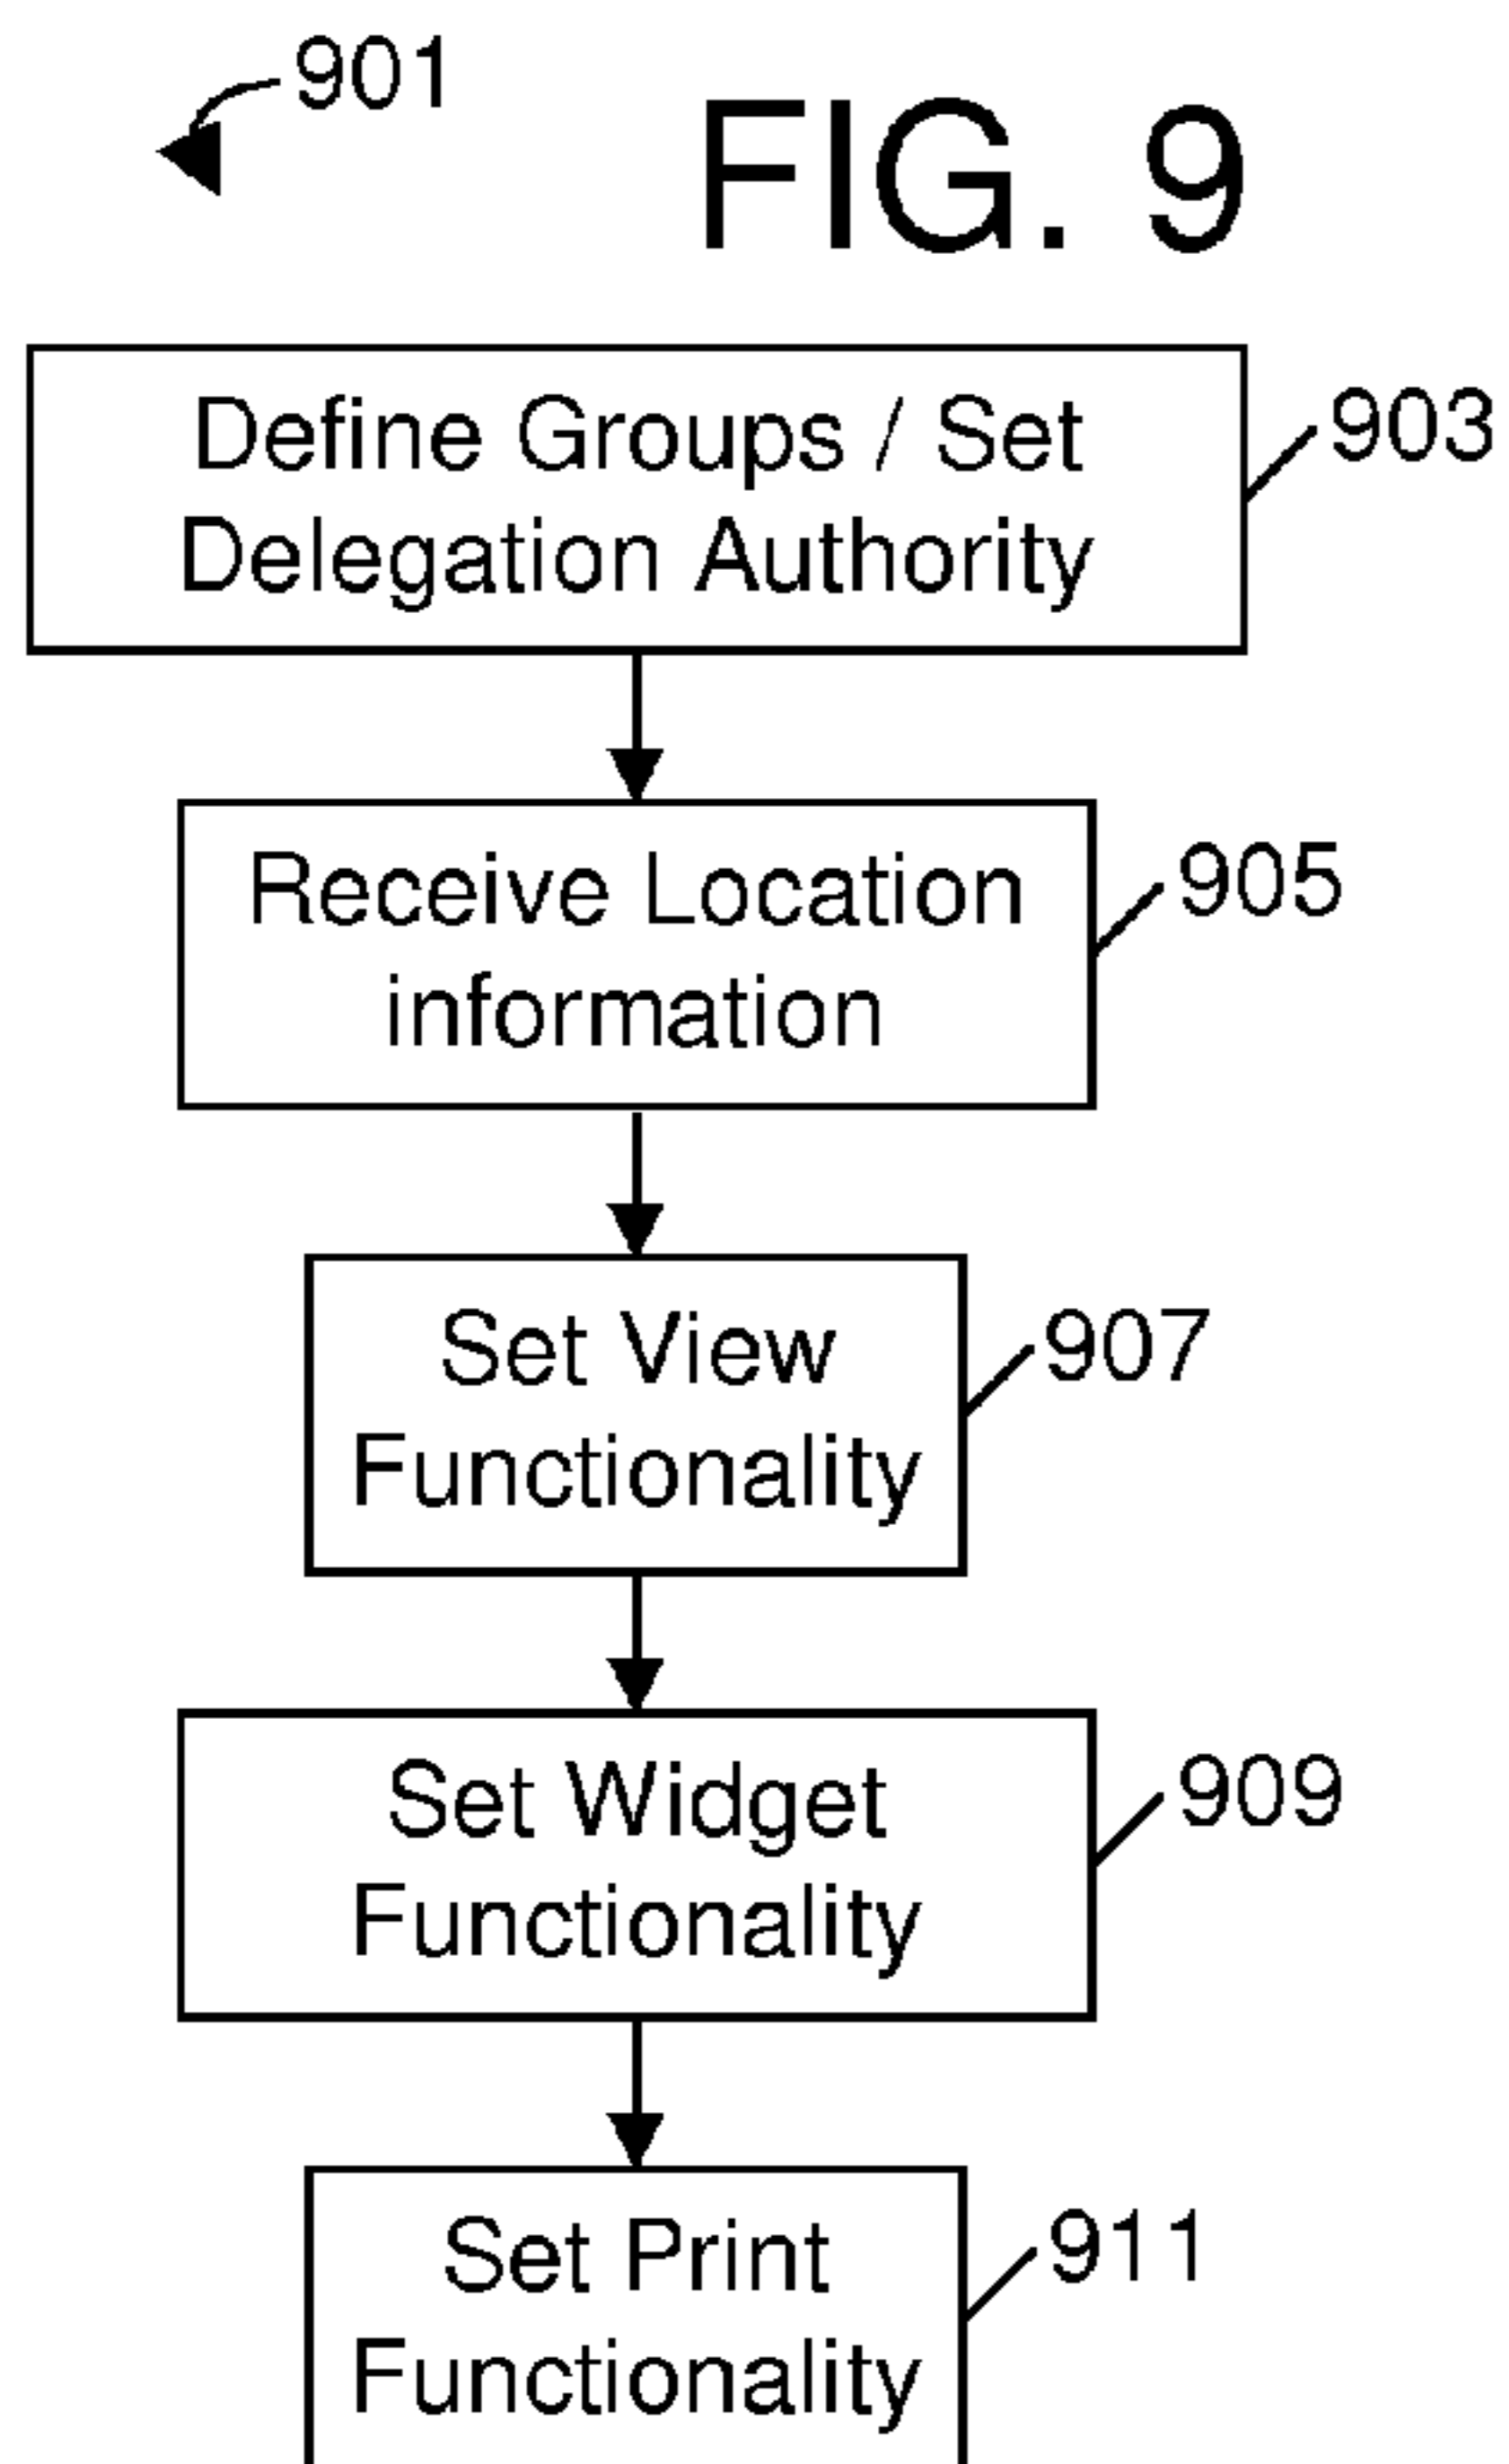 901
FIG. 9
Define Groups / Set
Delegation Authority
903
Receive Location
information
905
Set View
Functionality
907
Set Widget
Functionality
909
Set Print
Functionality
911